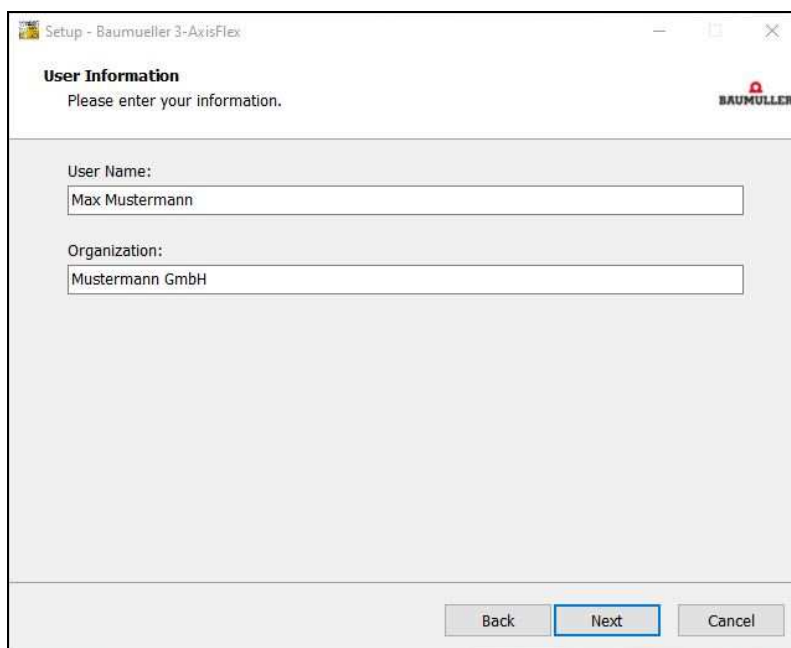 Setup - Baumueller 3-AxisFlex
User Information
Please enter your information.
BAUMULLER
User Name:
Max Mustermann
Organization:
Mustermann GmbH
Back
Next
Cancel